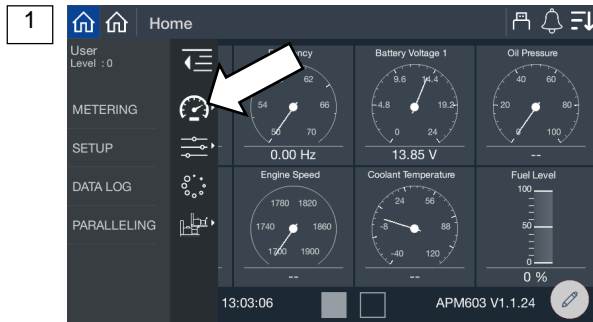 1
Home
User
Level : 0
METERING
SETUP
DATA LOG
PARALLELING
54 62 66 50 70
0.00 Hz
Battery Voltage 1
-4.8 9.6 14.4 19.2 0 24
13.85 V
Oil Pressure
20 40 60 80 0 100
--
Engine Speed
1740 1780 1820 1860 1700 1900
--
Coolant Temperature
-8 24 56 88 -40 120
--
Fuel Level
100
50
0
0 %
13:03:06
APM603 V1.1.24